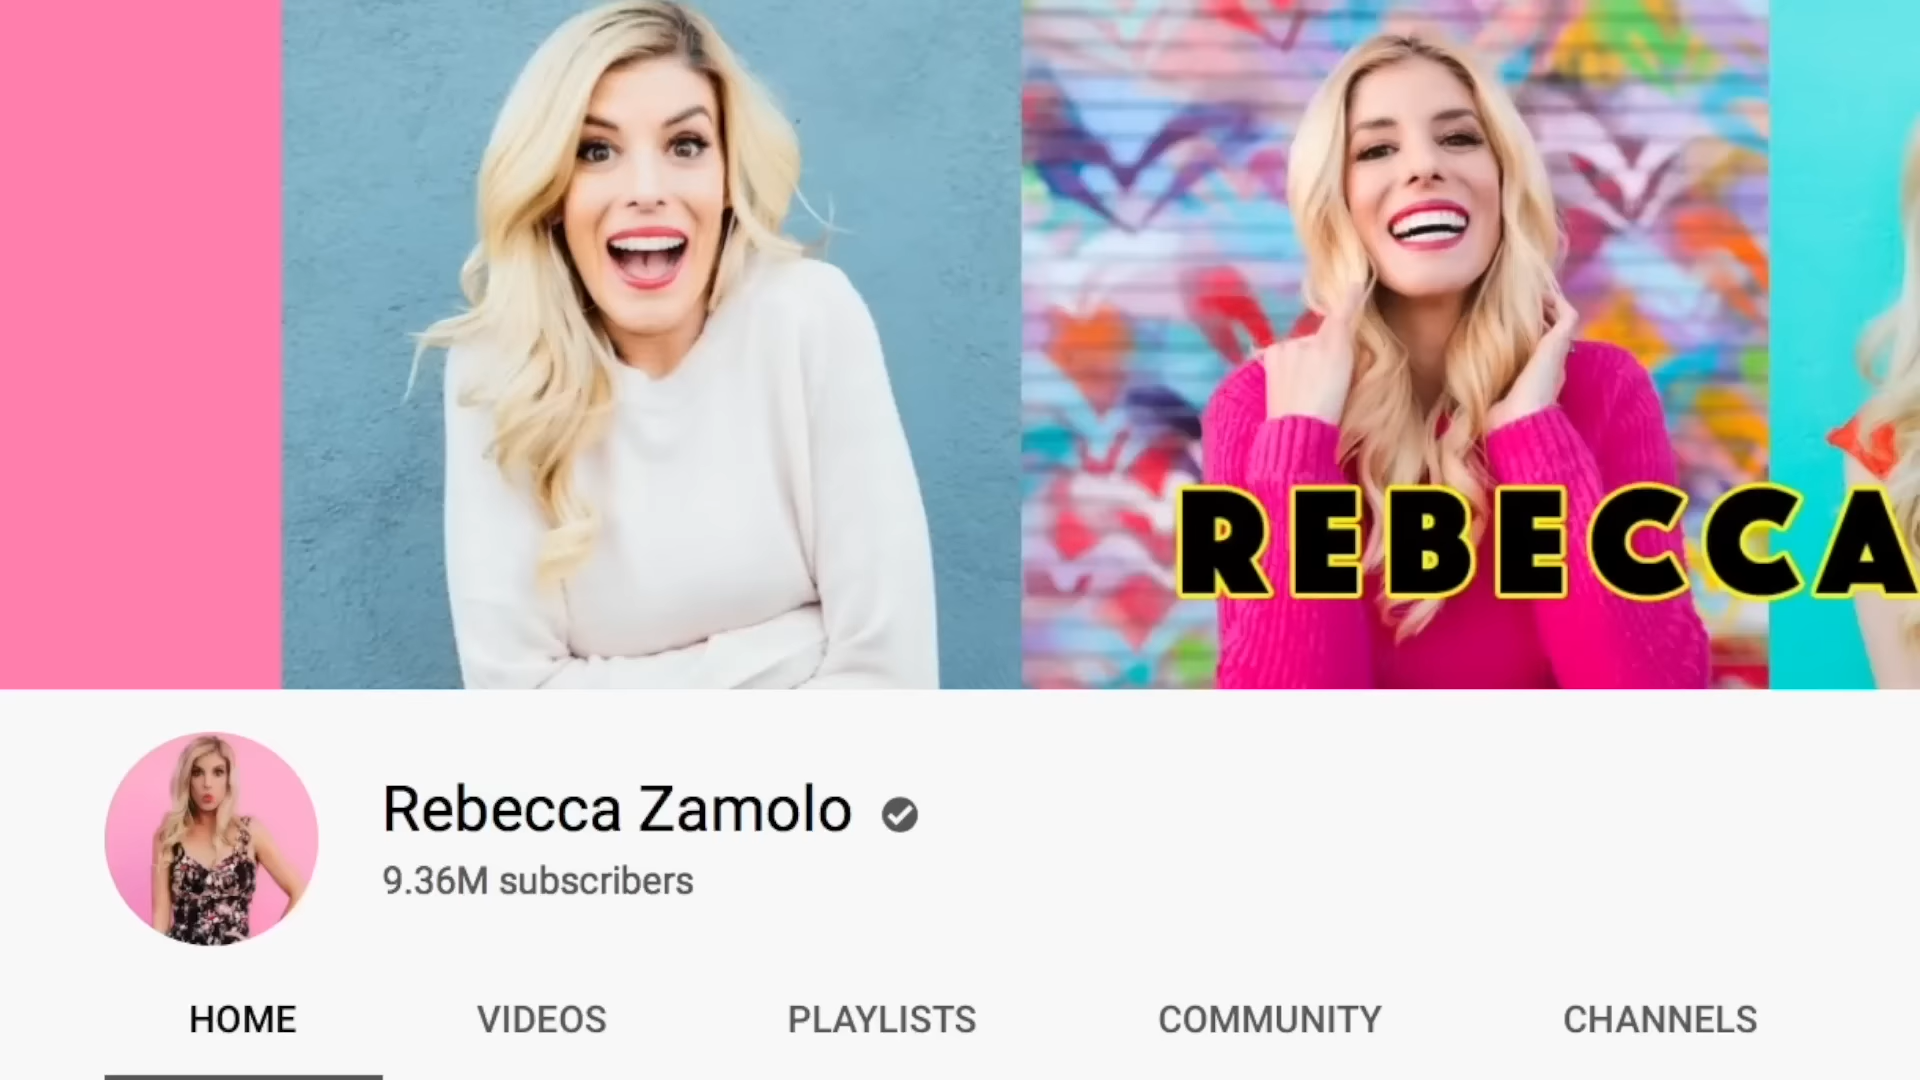 REBECCA
Rebecca Zamolo
9.36M subscribers
HOME VIDEOS PLAYLISTS COMMUNITY CHANNELS